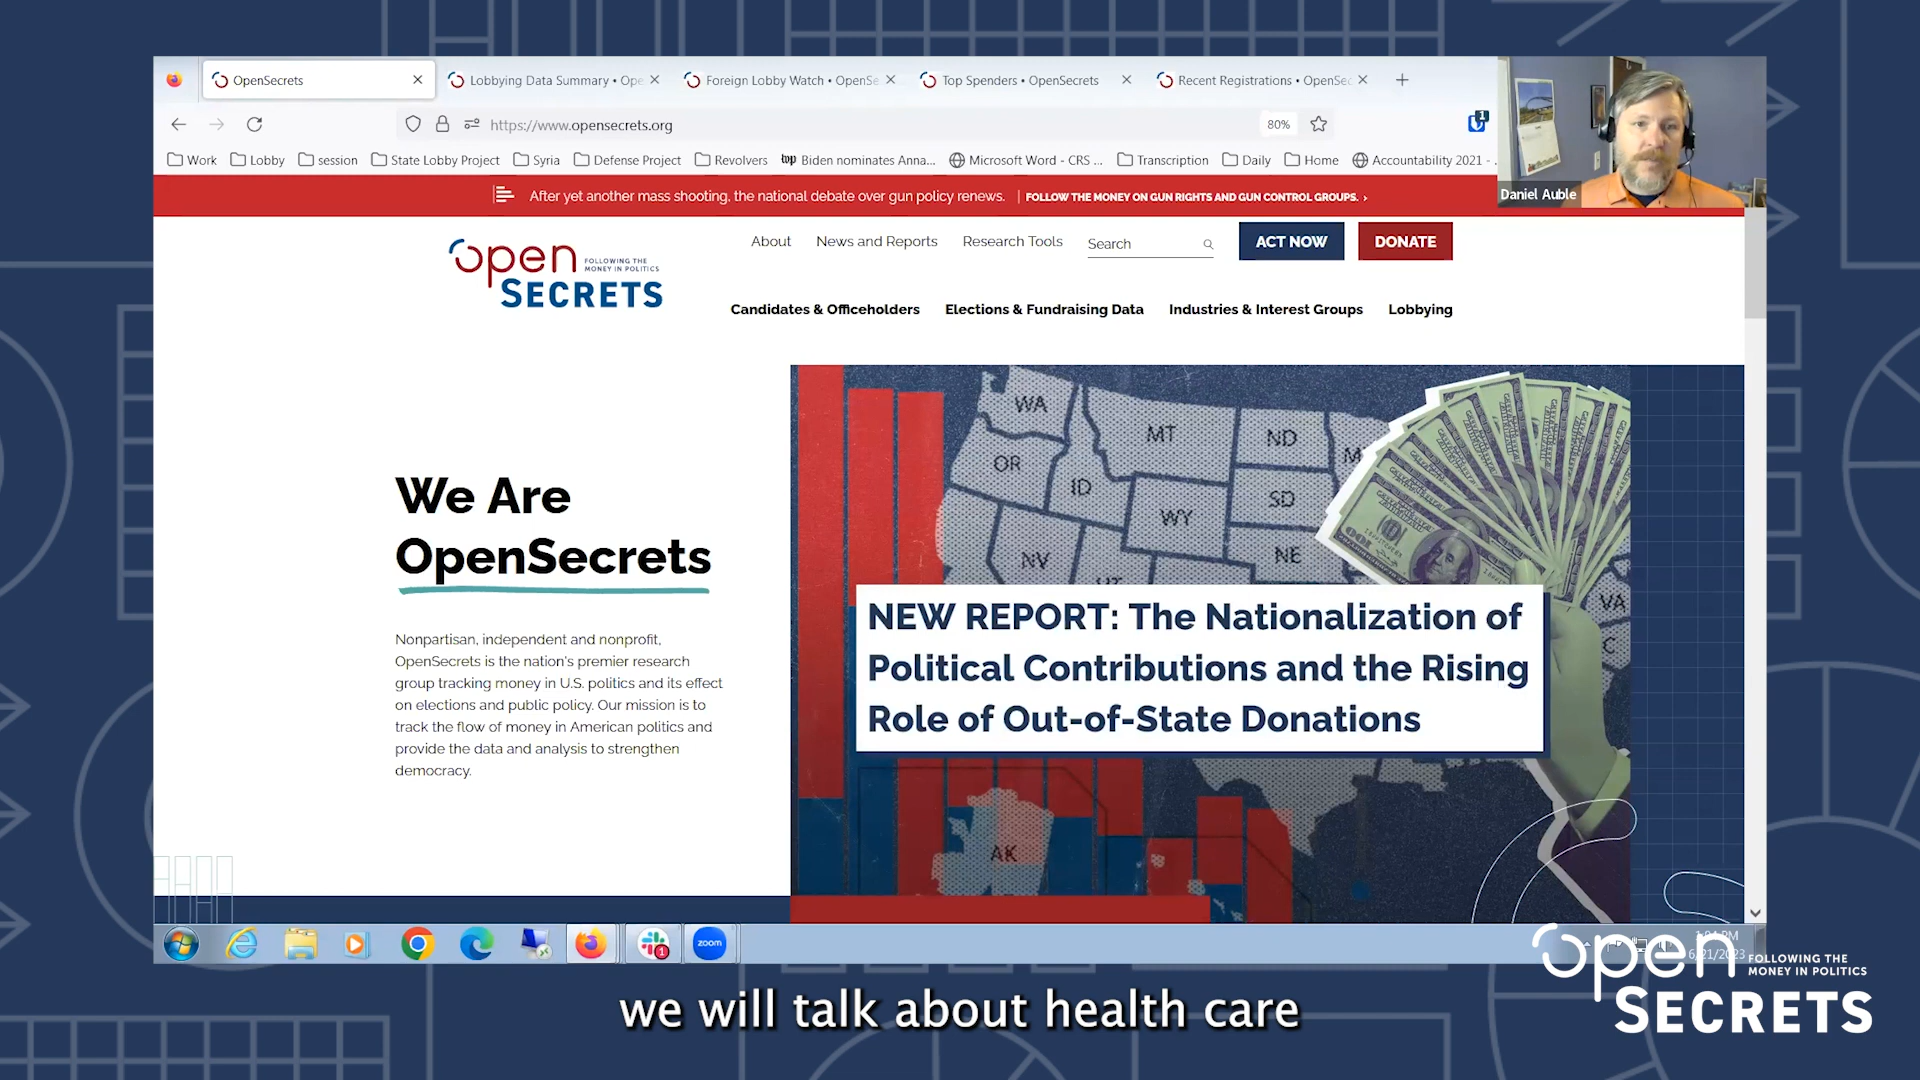 OpenSecrets
Lobbying Data Summary • Ope
Foreign Lobby Watch • OpenSe
Top Spenders • OpenSecrets
Recent Registrations • OpenSec
https://www.opensecrets.org
80%
1
Work
Lobby
session
State Lobby Project
Syria
Defense Project
Revolvers
top
Biden nominates Anna...
Microsoft Word - CRS ...
Transcription
Daily
Home
Accountability 2021 - .
Daniel Auble
After yet another mass shooting, the national debate over gun policy renews. | FOLLOW THE MONEY ON GUN RIGHTS AND GUN CONTROL GROUPS. ›
About
News and Reports
Research Tools
Search
ACT NOW
DONATE
Open
FOLLOWING THE
MONEY IN POLITICS
SECRETS
Candidates & Officeholders
Elections & Fundraising Data
Industries & Interest Groups
Lobbying
We Are
OpenSecrets
Nonpartisan, independent and nonprofit,
OpenSecrets is the nation's premier research
group tracking money in U.S. politics and its effect
on elections and public policy. Our mission is to
track the flow of money in American politics and
provide the data and analysis to strengthen
democracy.
WA
MT
ND
OR
ID
SD
WY
NV
NE
VA
AK
100
NEW REPORT: The Nationalization of
Political Contributions and the Rising
Role of Out-of-State Donations
1
zoom
6/21/2023
Open
FOLLOWING THE
MONEY IN POLITICS
SECRETS
we will talk about health care